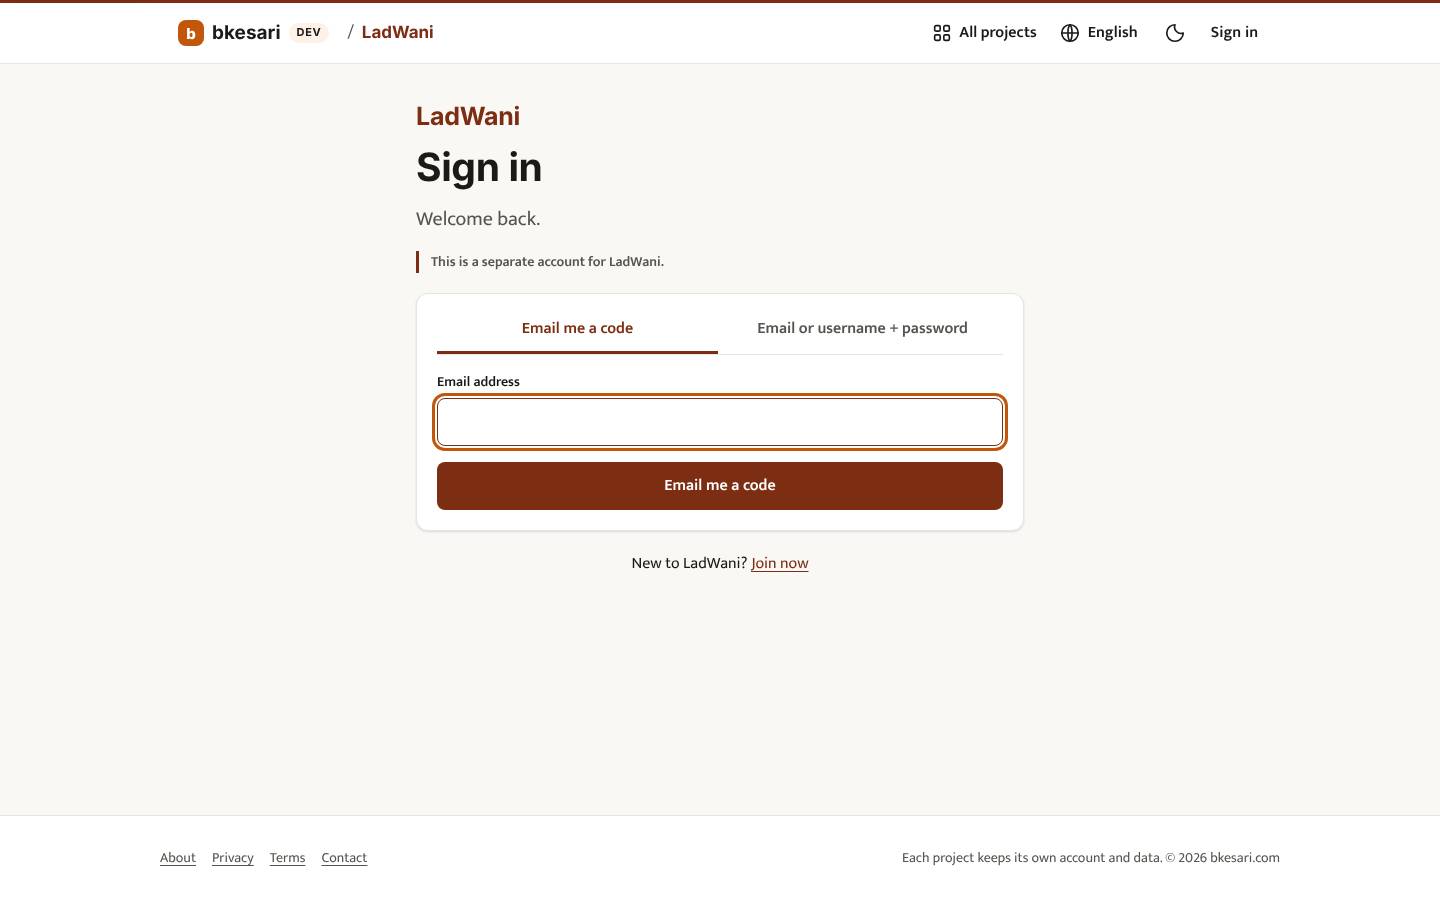 b bkesari DEV / LadWani All projects English Sign in
LadWani
Sign in
Welcome back.
This is a separate account for LadWani.
Email me a code Email or username + password
Email address
Email me a code
New to LadWani? Join now
About Privacy Terms Contact Each project keeps its own account and data. © 2026 bkesari.com